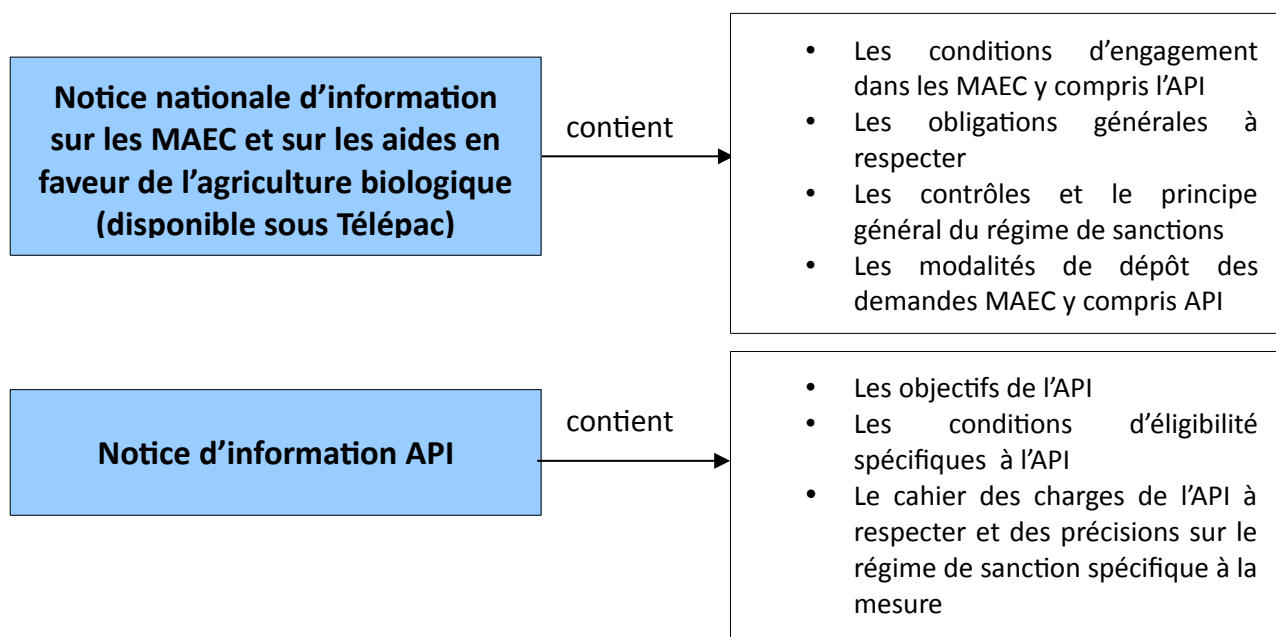 Notice nationale d’information
sur les MAEC et sur les aides en
faveur de l’agriculture biologique
(disponible sous Télépac)
contient
• Les conditions d’engagement
dans les MAEC y compris l’API
• Les obligations générales à
respecter
• Les contrôles et le principe
général du régime de sanctions
• Les modalités de dépôt des
demandes MAEC y compris API
Notice d’information API
contient
• Les objectifs de l’API
• Les conditions d’éligibilité
spécifiques à l’API
• Le cahier des charges de l’API à
respecter et des précisions sur le
régime de sanction spécifique à la
mesure